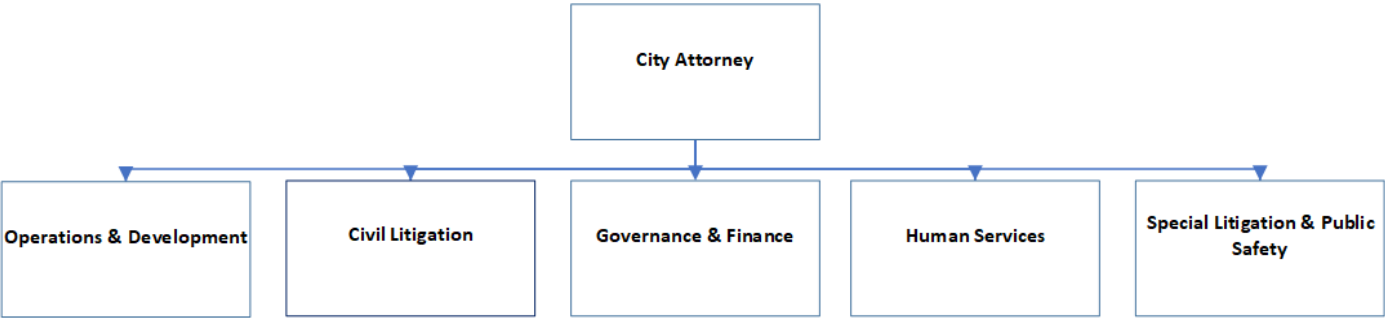 City Attorney
Operations & Development
Civil Litigation
Governance & Finance
Human Services
Special Litigation & Public
Safety